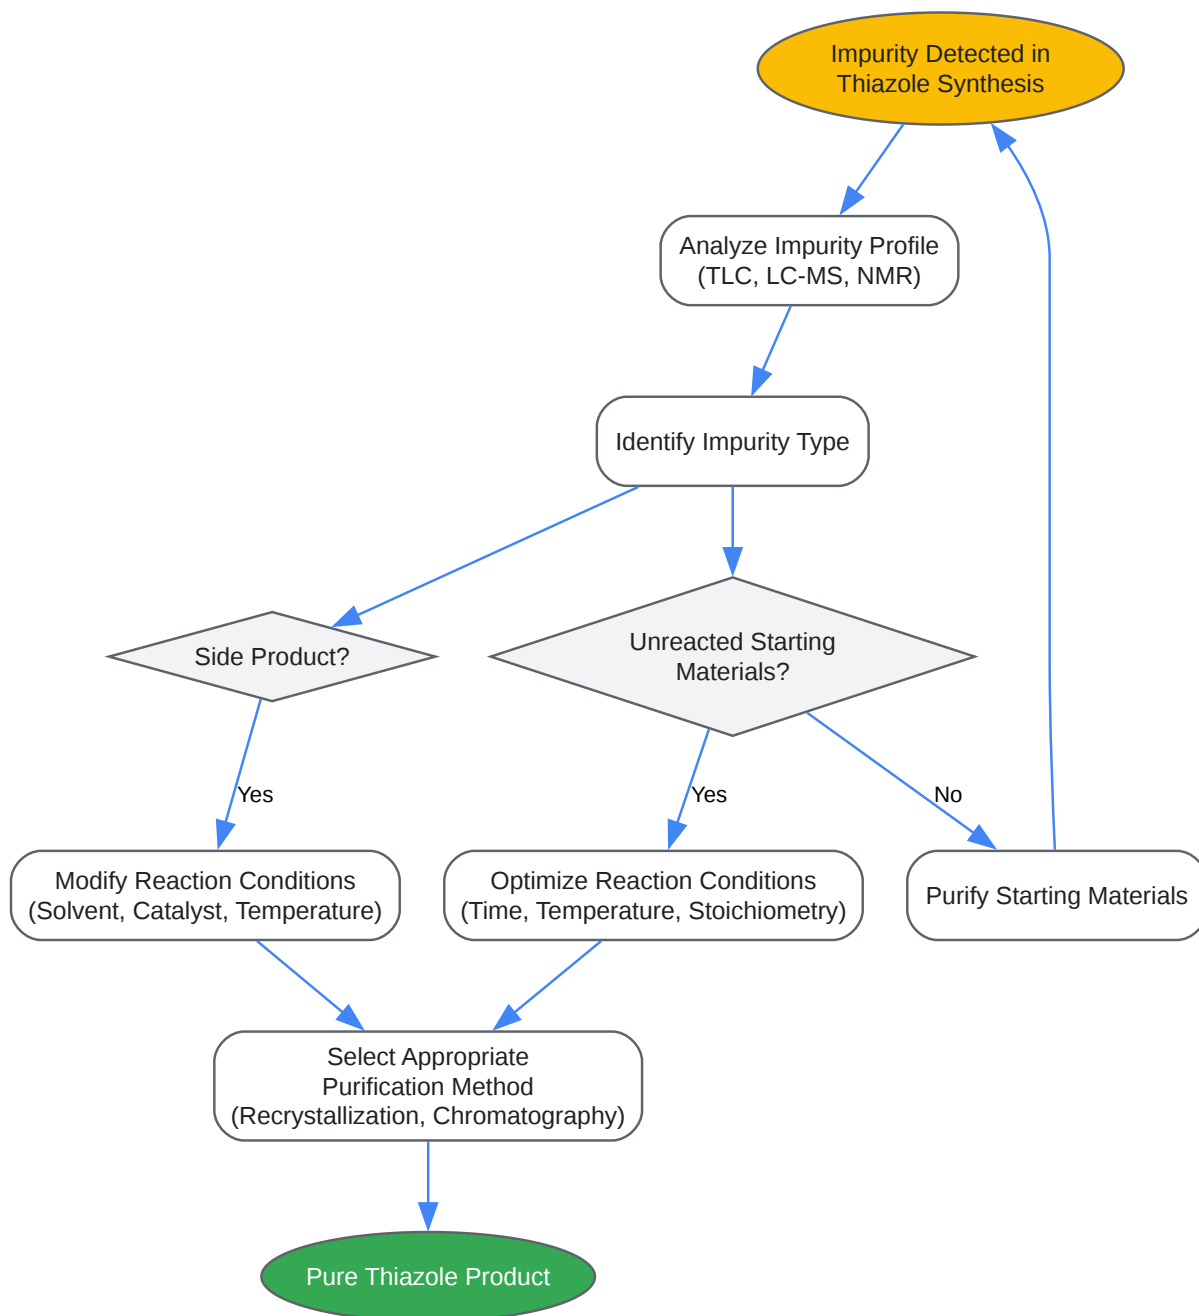 Impurity Detected in
Thiazole Synthesis
Analyze Impurity Profile
(TLC, LC-MS, NMR)
Identify Impurity Type
Side Product?
Unreacted Starting
Materials?
Yes
Yes
No
Modify Reaction Conditions
(Solvent, Catalyst, Temperature)
Optimize Reaction Conditions
(Time, Temperature, Stoichiometry)
Purify Starting Materials
Select Appropriate
Purification Method
(Recrystallization, Chromatography)
Pure Thiazole Product